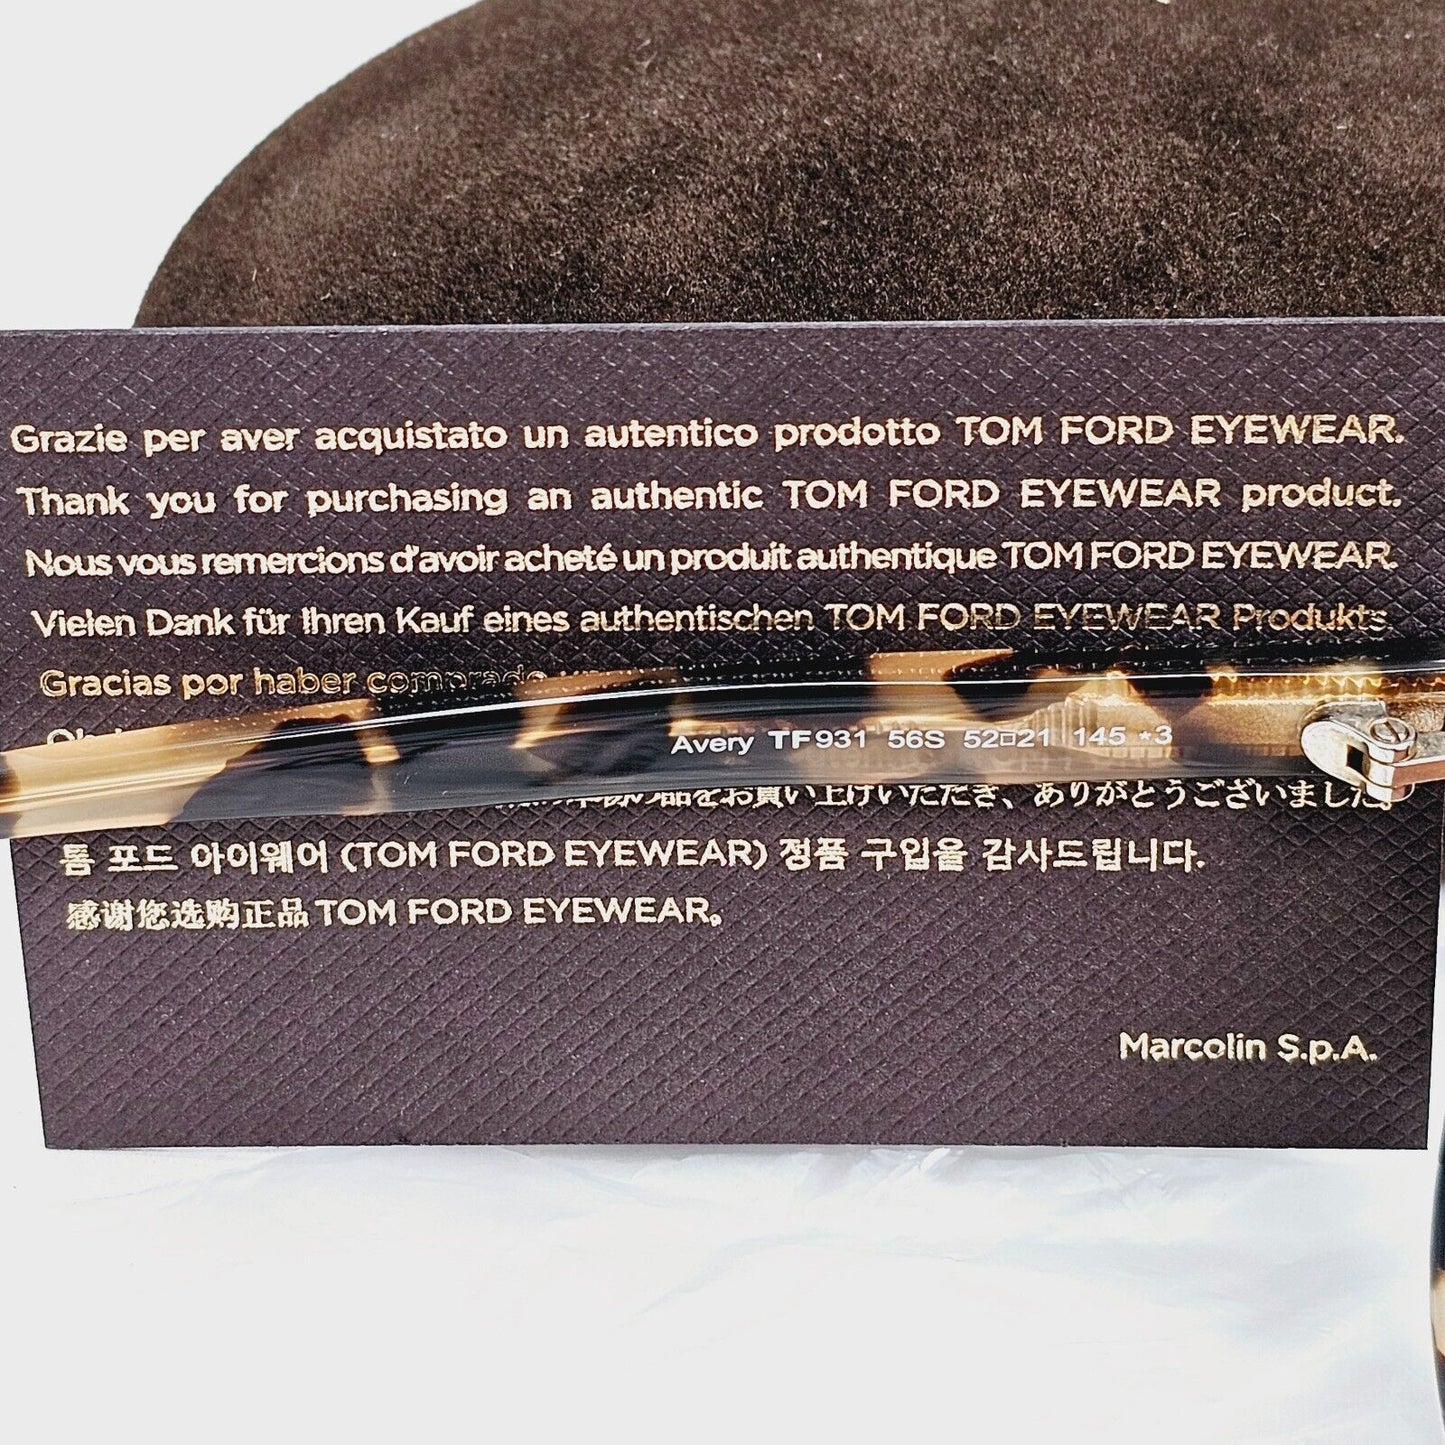 Grazie per aver acquistato un autentico prodotto TOM FORD EYEWEAR.
Thank you for purchasing an authentic TOM FORD EYEWEAR product.
Nous vous remercions d'avoir acheté un produit authentique TOM FORD EYEWEAR.
Vielen Dank für Ihren Kauf eines authentischen TOM FORD EYEWEAR Produkts.
Gracias por haber comprado
Avery TF931 56S 52□21 145 *3
品をお買い上げいただき、ありがとうございました。
톰 포드 아이웨어 (TOM FORD EYEWEAR) 정품 구입을 감사드립니다.
感谢您选购正品 TOM FORD EYEWEAR。
Marcolin S.p.A.